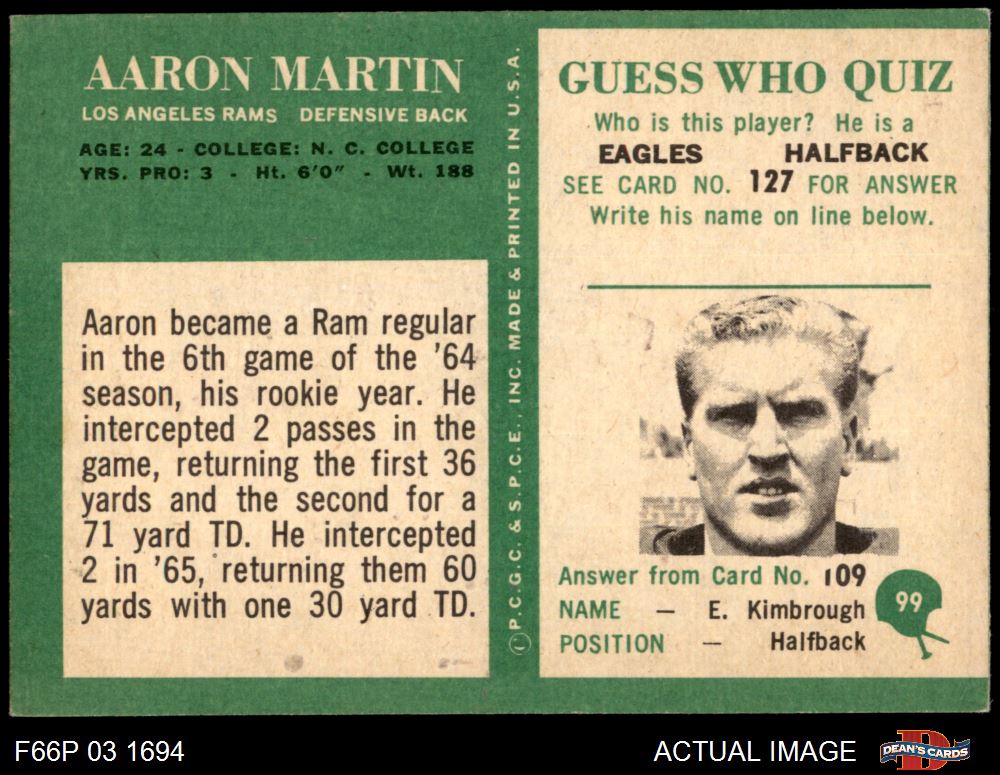 AARON MARTIN
LOS ANGELES RAMS DEFENSIVE BACK
AGE: 24 - COLLEGE: N. C. COLLEGE
YRS. PRO: 3 - Ht. 6'0" - Wt. 188
Aaron became a Ram regular
in the 6th game of the '64
season, his rookie year. He
intercepted 2 passes in the
game, returning the first 36
yards and the second for a
71 yard TD. He intercepted
2 in '65, returning them 60
yards with one 30 yard TD.
Ⓒ P.C.G.C. & S.P.C.E., INC. MADE & PRINTED IN U.S.A.
GUESS WHO QUIZ
Who is this player? He is a
EAGLES HALFBACK
SEE CARD NO. 127 FOR ANSWER
Write his name on line below.
Answer from Card No. 109
NAME — E. Kimbrough
POSITION — Halfback
99
F66P 03 1694
ACTUAL IMAGE
D
DEAN'S CARDS